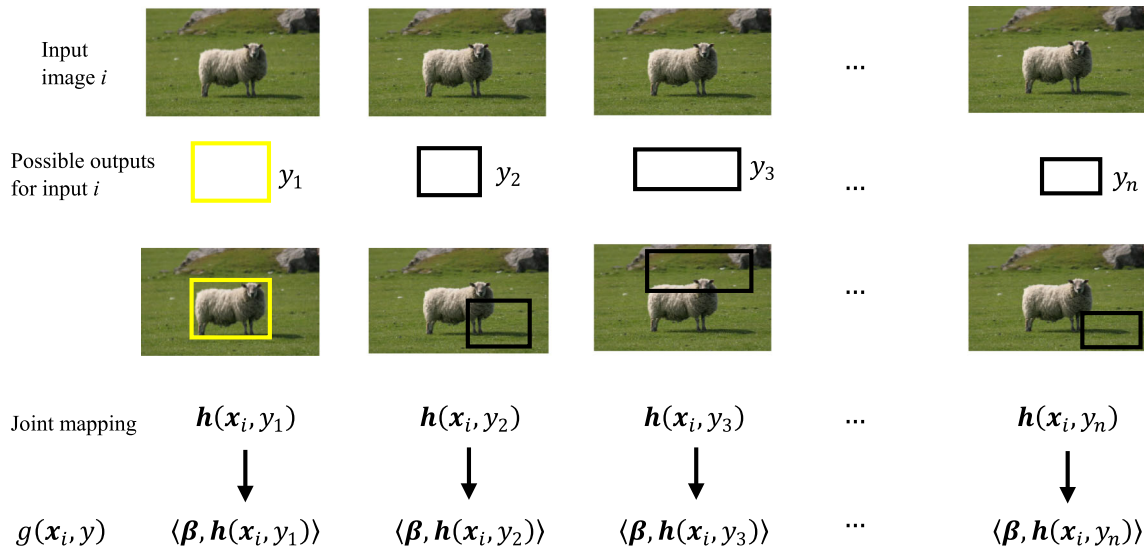 Input
image i
...
Possible outputs
for input i
y₁
y₂
y₃
...
yₙ
...
Joint mapping
h(xᵢ, y₁)
h(xᵢ, y₂)
h(xᵢ, y₃)
...
h(xᵢ, yₙ)
g(xᵢ, y)
⟨β, h(xᵢ, y₁)⟩
⟨β, h(xᵢ, y₂)⟩
⟨β, h(xᵢ, y₃)⟩
...
⟨β, h(xᵢ, yₙ)⟩